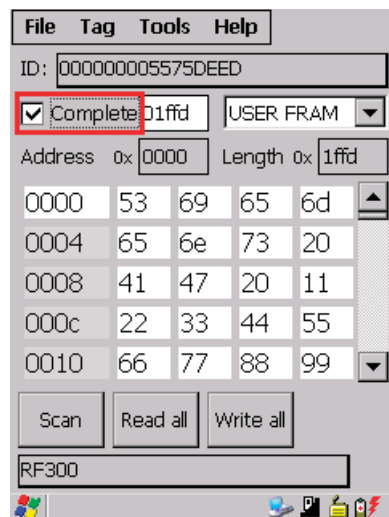 File Tag Tools Help
ID: 000000005575DEED
Complete 01ffd USER FRAM
Address 0x 0000 Length 0x 1ffd
0000 53 69 65 6d
0004 65 6e 73 20
0008 41 47 20 11
000c 22 33 44 55
0010 66 77 88 99
Scan Read all Write all
RF300